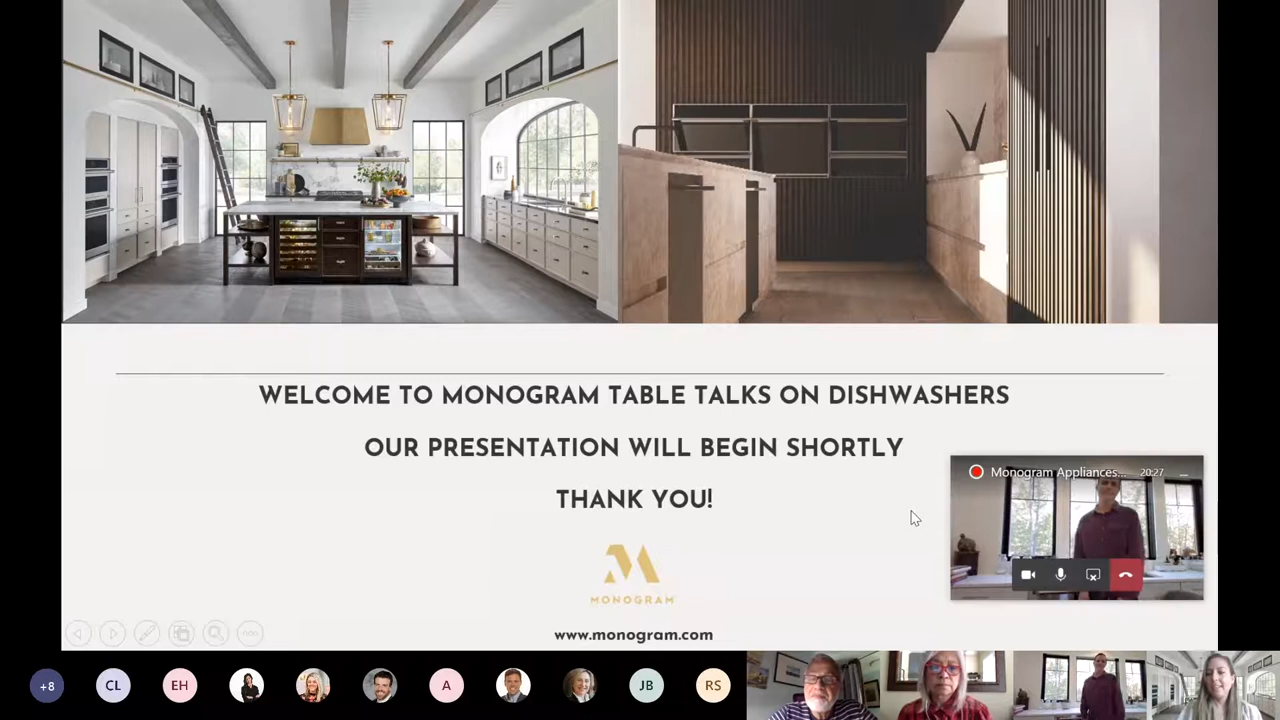 WELCOME TO MONOGRAM TABLE TALKS ON DISHWASHERS
OUR PRESENTATION WILL BEGIN SHORTLY
THANK YOU!
Monogram Appliances... 20:27
MONOGRAM
www.monogram.com
+8 CL EH A JB RS